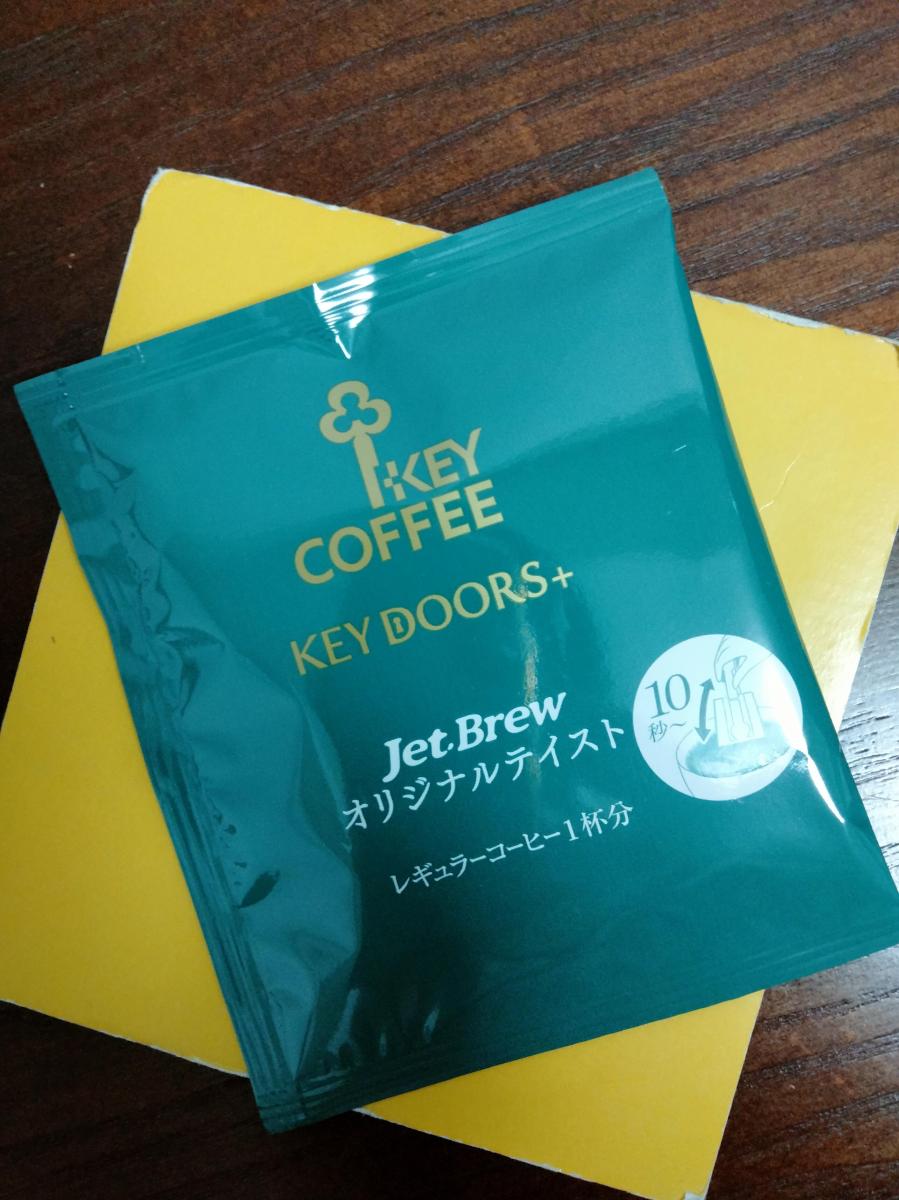 KEY
COFFEE
KEY DOORS+
Jet.Brew
オリジナルテイスト
10
秒～
レギュラーコーヒー1杯分